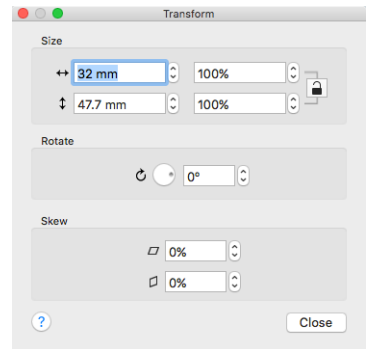 Transform
Size
32 mm 100%
47.7 mm 100%
Rotate
0°
Skew
0%
0%
? Close